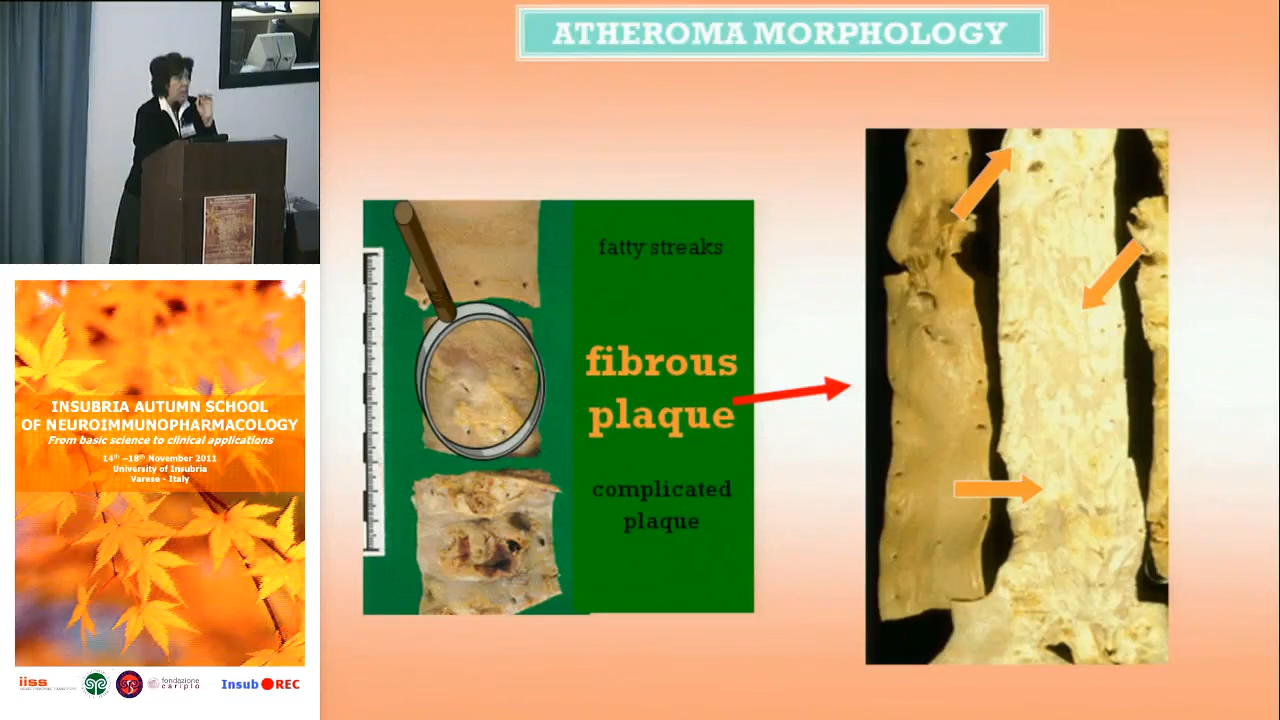 ATHEROMA MORPHOLOGY
fatty streaks
fibrous
plaque
complicated
plaque
INSUBRIA AUTUMN SCHOOL
OF NEUROIMMUNOPHARMACOLOGY
From basic science to clinical applications
14th –18th November 2011
University of Insubria
Varese - Italy
iiss
fondazione
cariplo
Insub REC